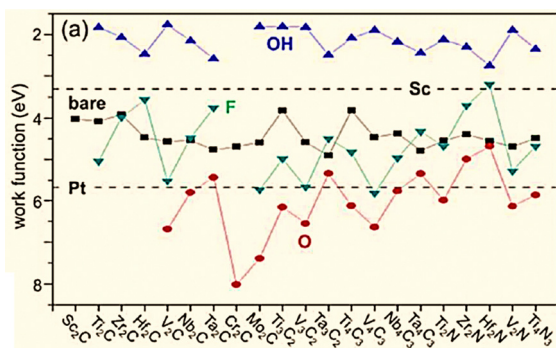 (a)
work function (eV)
2
4
6
8
OH
Sc
bare
F
Pt
O
Sc₂C
Ti₂C
Zr₂C
Hf₂C
V₂C
Nb₂C
Ta₂C
Cr₂C
Mo₂C
Ti₃C₂
V₃C₂
Ta₃C₂
Ti₄C₃
V₄C₃
Nb₄C₃
Ta₄C₃
Ti₂N
Zr₂N
Hf₂N
V₂N
Ti₄N₃